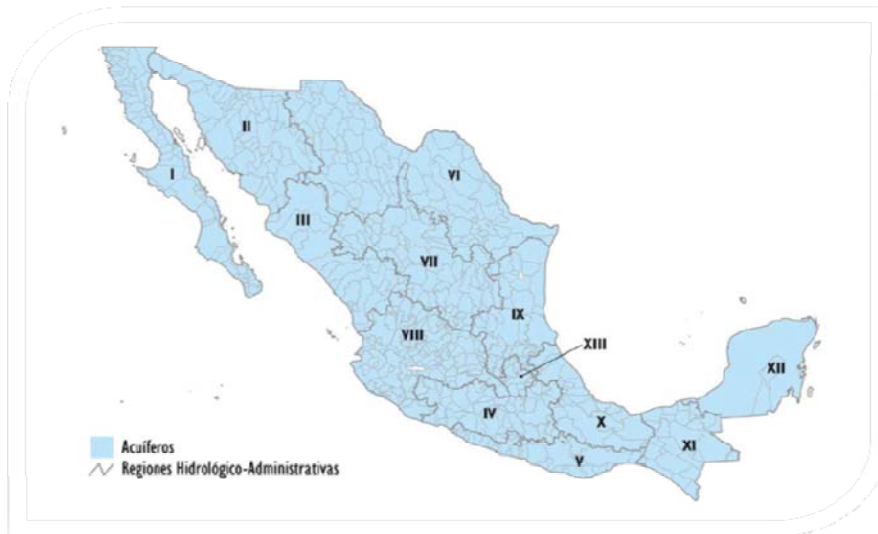 II
VI
I
III
VII
IX
VIII
XIII
XII
IV
X
XI
V
Acuíferos
Regiones Hidrológico-Administrativas